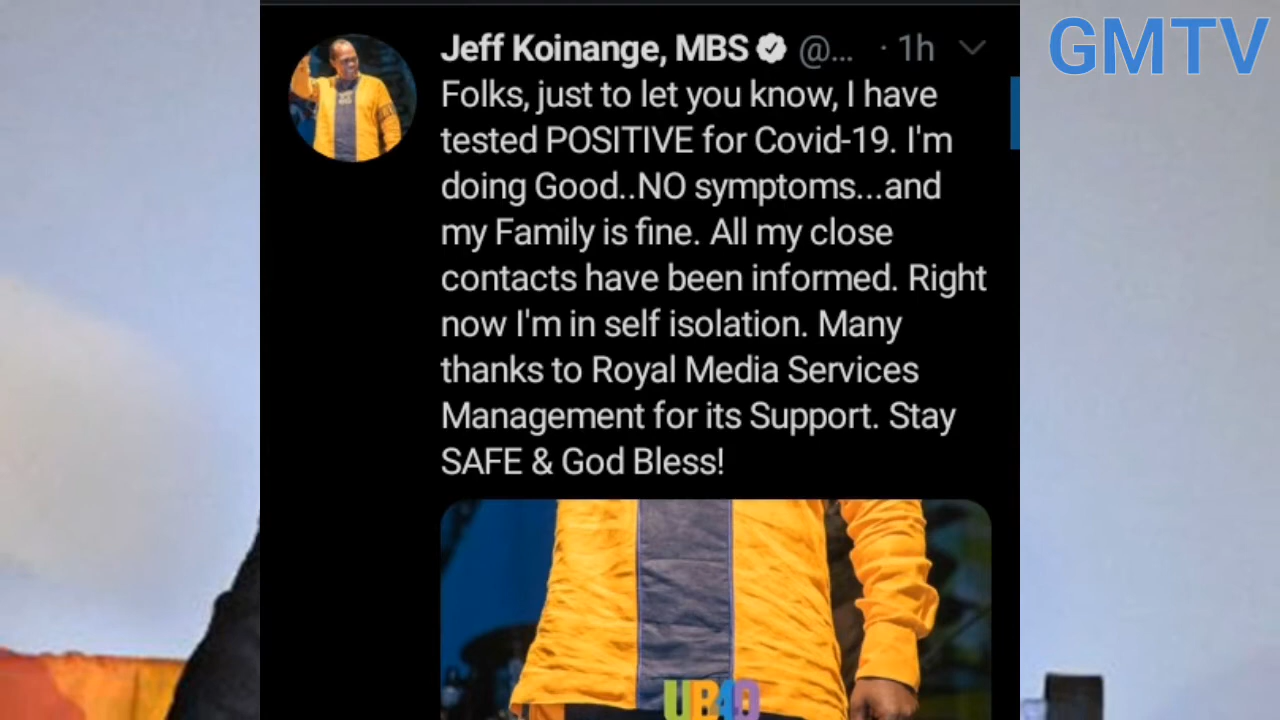 GMTV
Jeff Koinange, MBS @... · 1h
Folks, just to let you know, I have
tested POSITIVE for Covid-19. I'm
doing Good..NO symptoms...and
my Family is fine. All my close
contacts have been informed. Right
now I'm in self isolation. Many
thanks to Royal Media Services
Management for its Support. Stay
SAFE & God Bless!
UB40